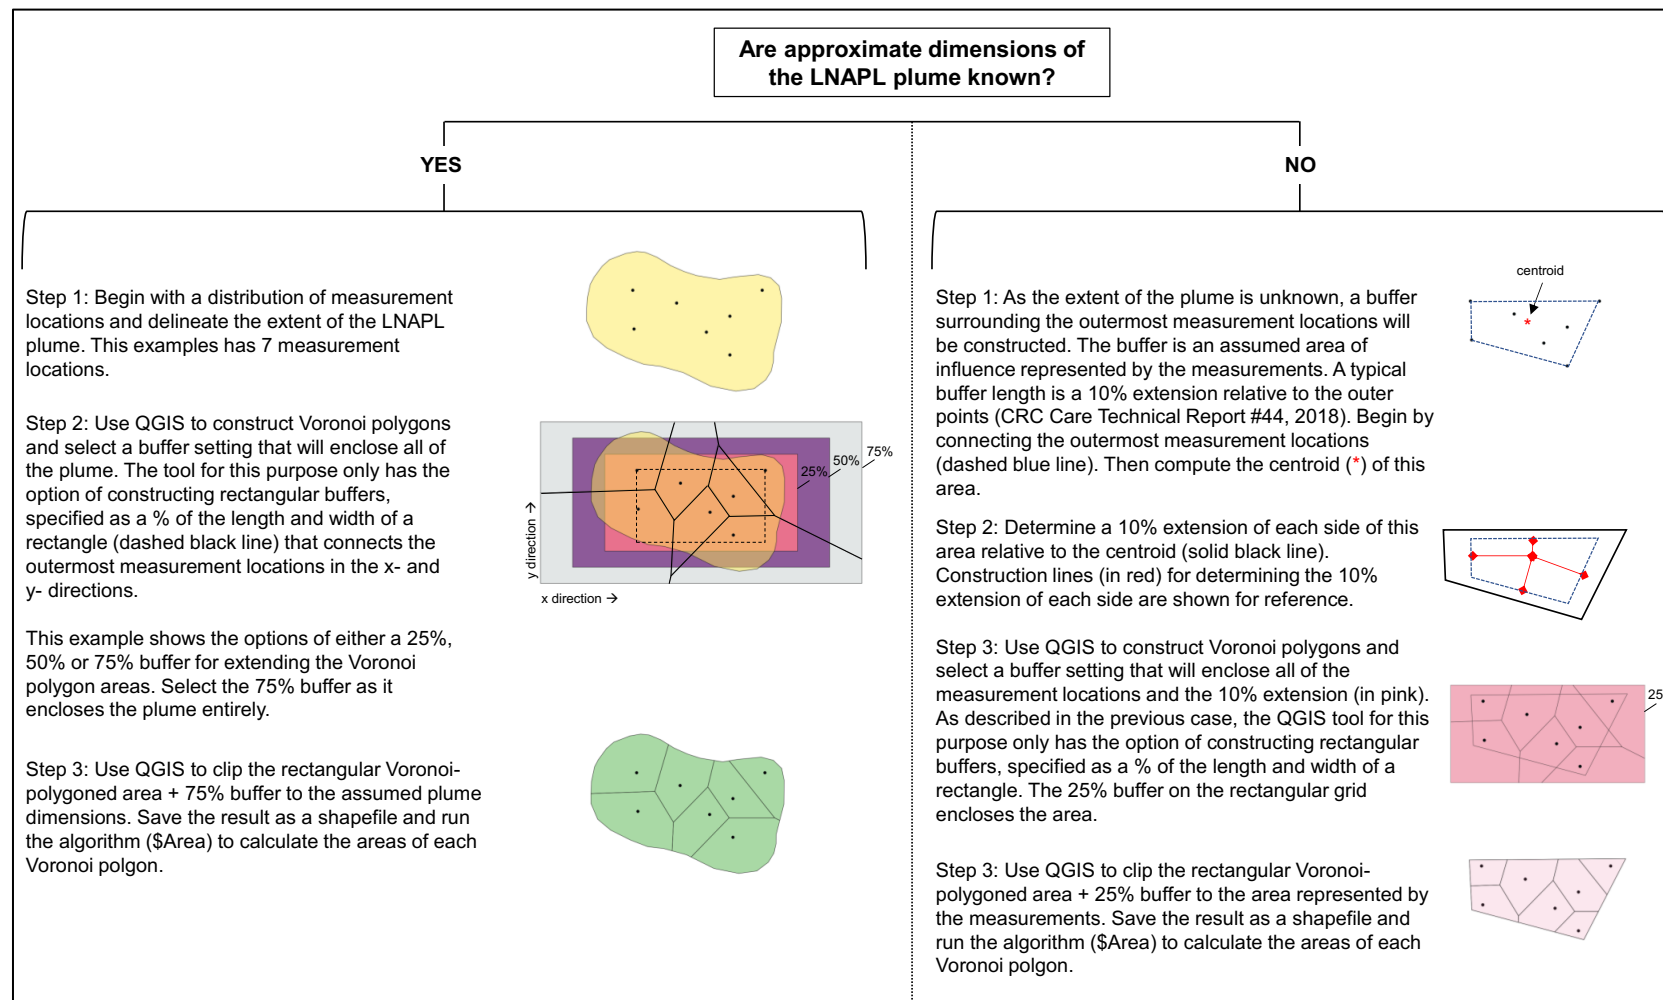 Are approximate dimensions of
the LNAPL plume known?
YES
Step 1: Begin with a distribution of measurement
locations and delineate the extent of the LNAPL
plume. This examples has 7 measurement
locations.
Step 2: Use QGIS to construct Voronoi polygons
and select a buffer setting that will enclose all of
the plume. The tool for this purpose only has the
option of constructing rectangular buffers,
specified as a % of the length and width of a
rectangle (dashed black line) that connects the
outermost measurement locations in the x- and
y- directions.
This example shows the options of either a 25%,
50% or 75% buffer for extending the Voronoi
polygon areas. Select the 75% buffer as it
encloses the plume entirely.
25%
50%
75%
y direction →
x direction →
Step 3: Use QGIS to clip the rectangular Voronoi-
polygoned area + 75% buffer to the assumed plume
dimensions. Save the result as a shapefile and run
the algorithm ($Area) to calculate the areas of each
Voronoi polgon.
NO
Step 1: As the extent of the plume is unknown, a buffer
surrounding the outermost measurement locations will
be constructed. The buffer is an assumed area of
influence represented by the measurements. A typical
buffer length is a 10% extension relative to the outer
points (CRC Care Technical Report #44, 2018). Begin by
connecting the outermost measurement locations
(dashed blue line). Then compute the centroid (*) of this
area.
centroid
*
Step 2: Determine a 10% extension of each side of this
area relative to the centroid (solid black line).
Construction lines (in red) for determining the 10%
extension of each side are shown for reference.
Step 3: Use QGIS to construct Voronoi polygons and
select a buffer setting that will enclose all of the
measurement locations and the 10% extension (in pink).
As described in the previous case, the QGIS tool for this
purpose only has the option of constructing rectangular
buffers, specified as a % of the length and width of a
rectangle. The 25% buffer on the rectangular grid
encloses the area.
25
Step 3: Use QGIS to clip the rectangular Voronoi-
polygoned area + 25% buffer to the area represented by
the measurements. Save the result as a shapefile and
run the algorithm ($Area) to calculate the areas of each
Voronoi polgon.